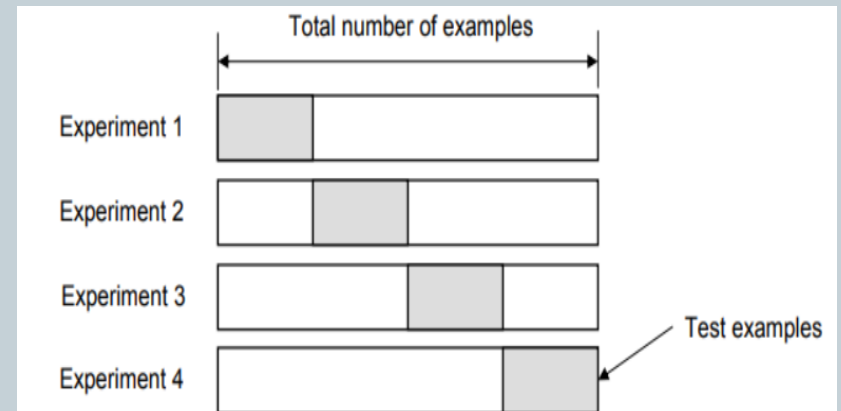 Total number of examples
Experiment 1
Experiment 2
Experiment 3
Test examples
Experiment 4